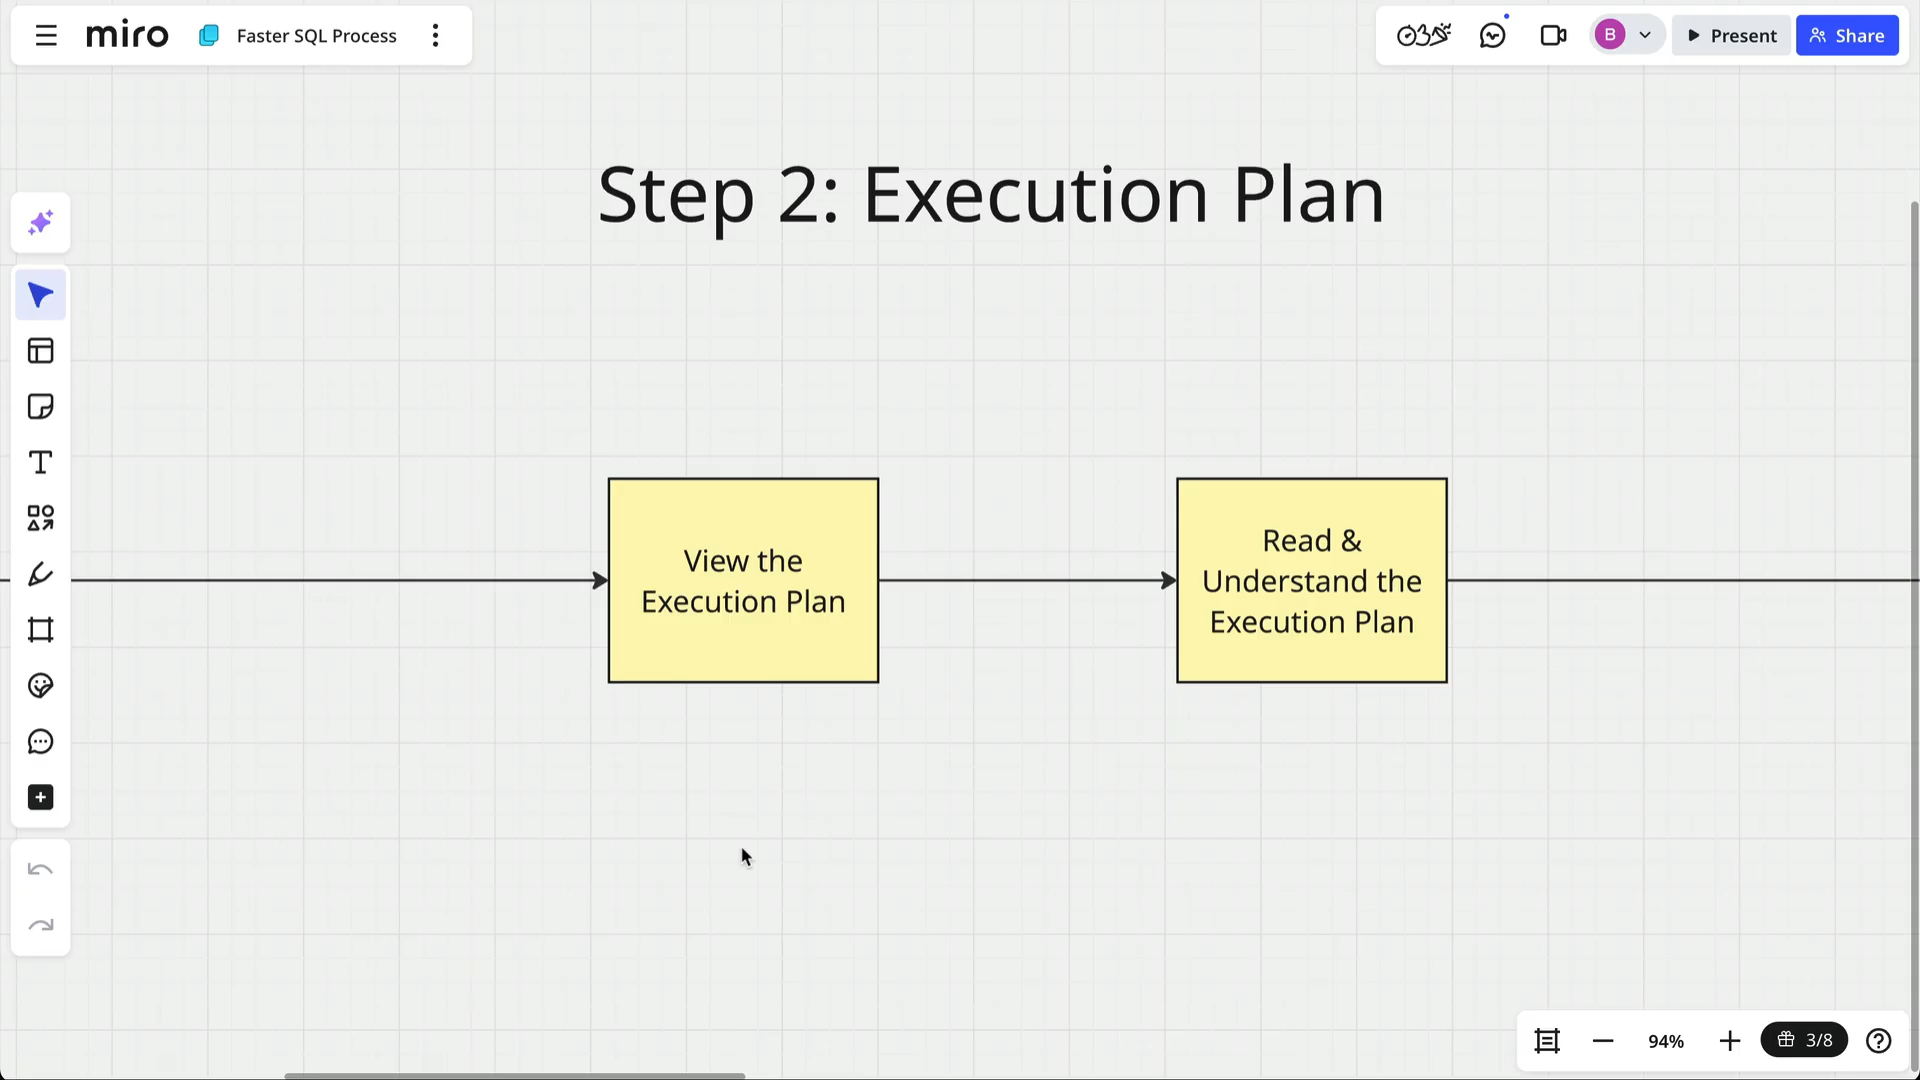 miro
Faster SQL Process
B
Present
Share
Step 2: Execution Plan
View the
Execution Plan
Read &
Understand the
Execution Plan
94%
3/8